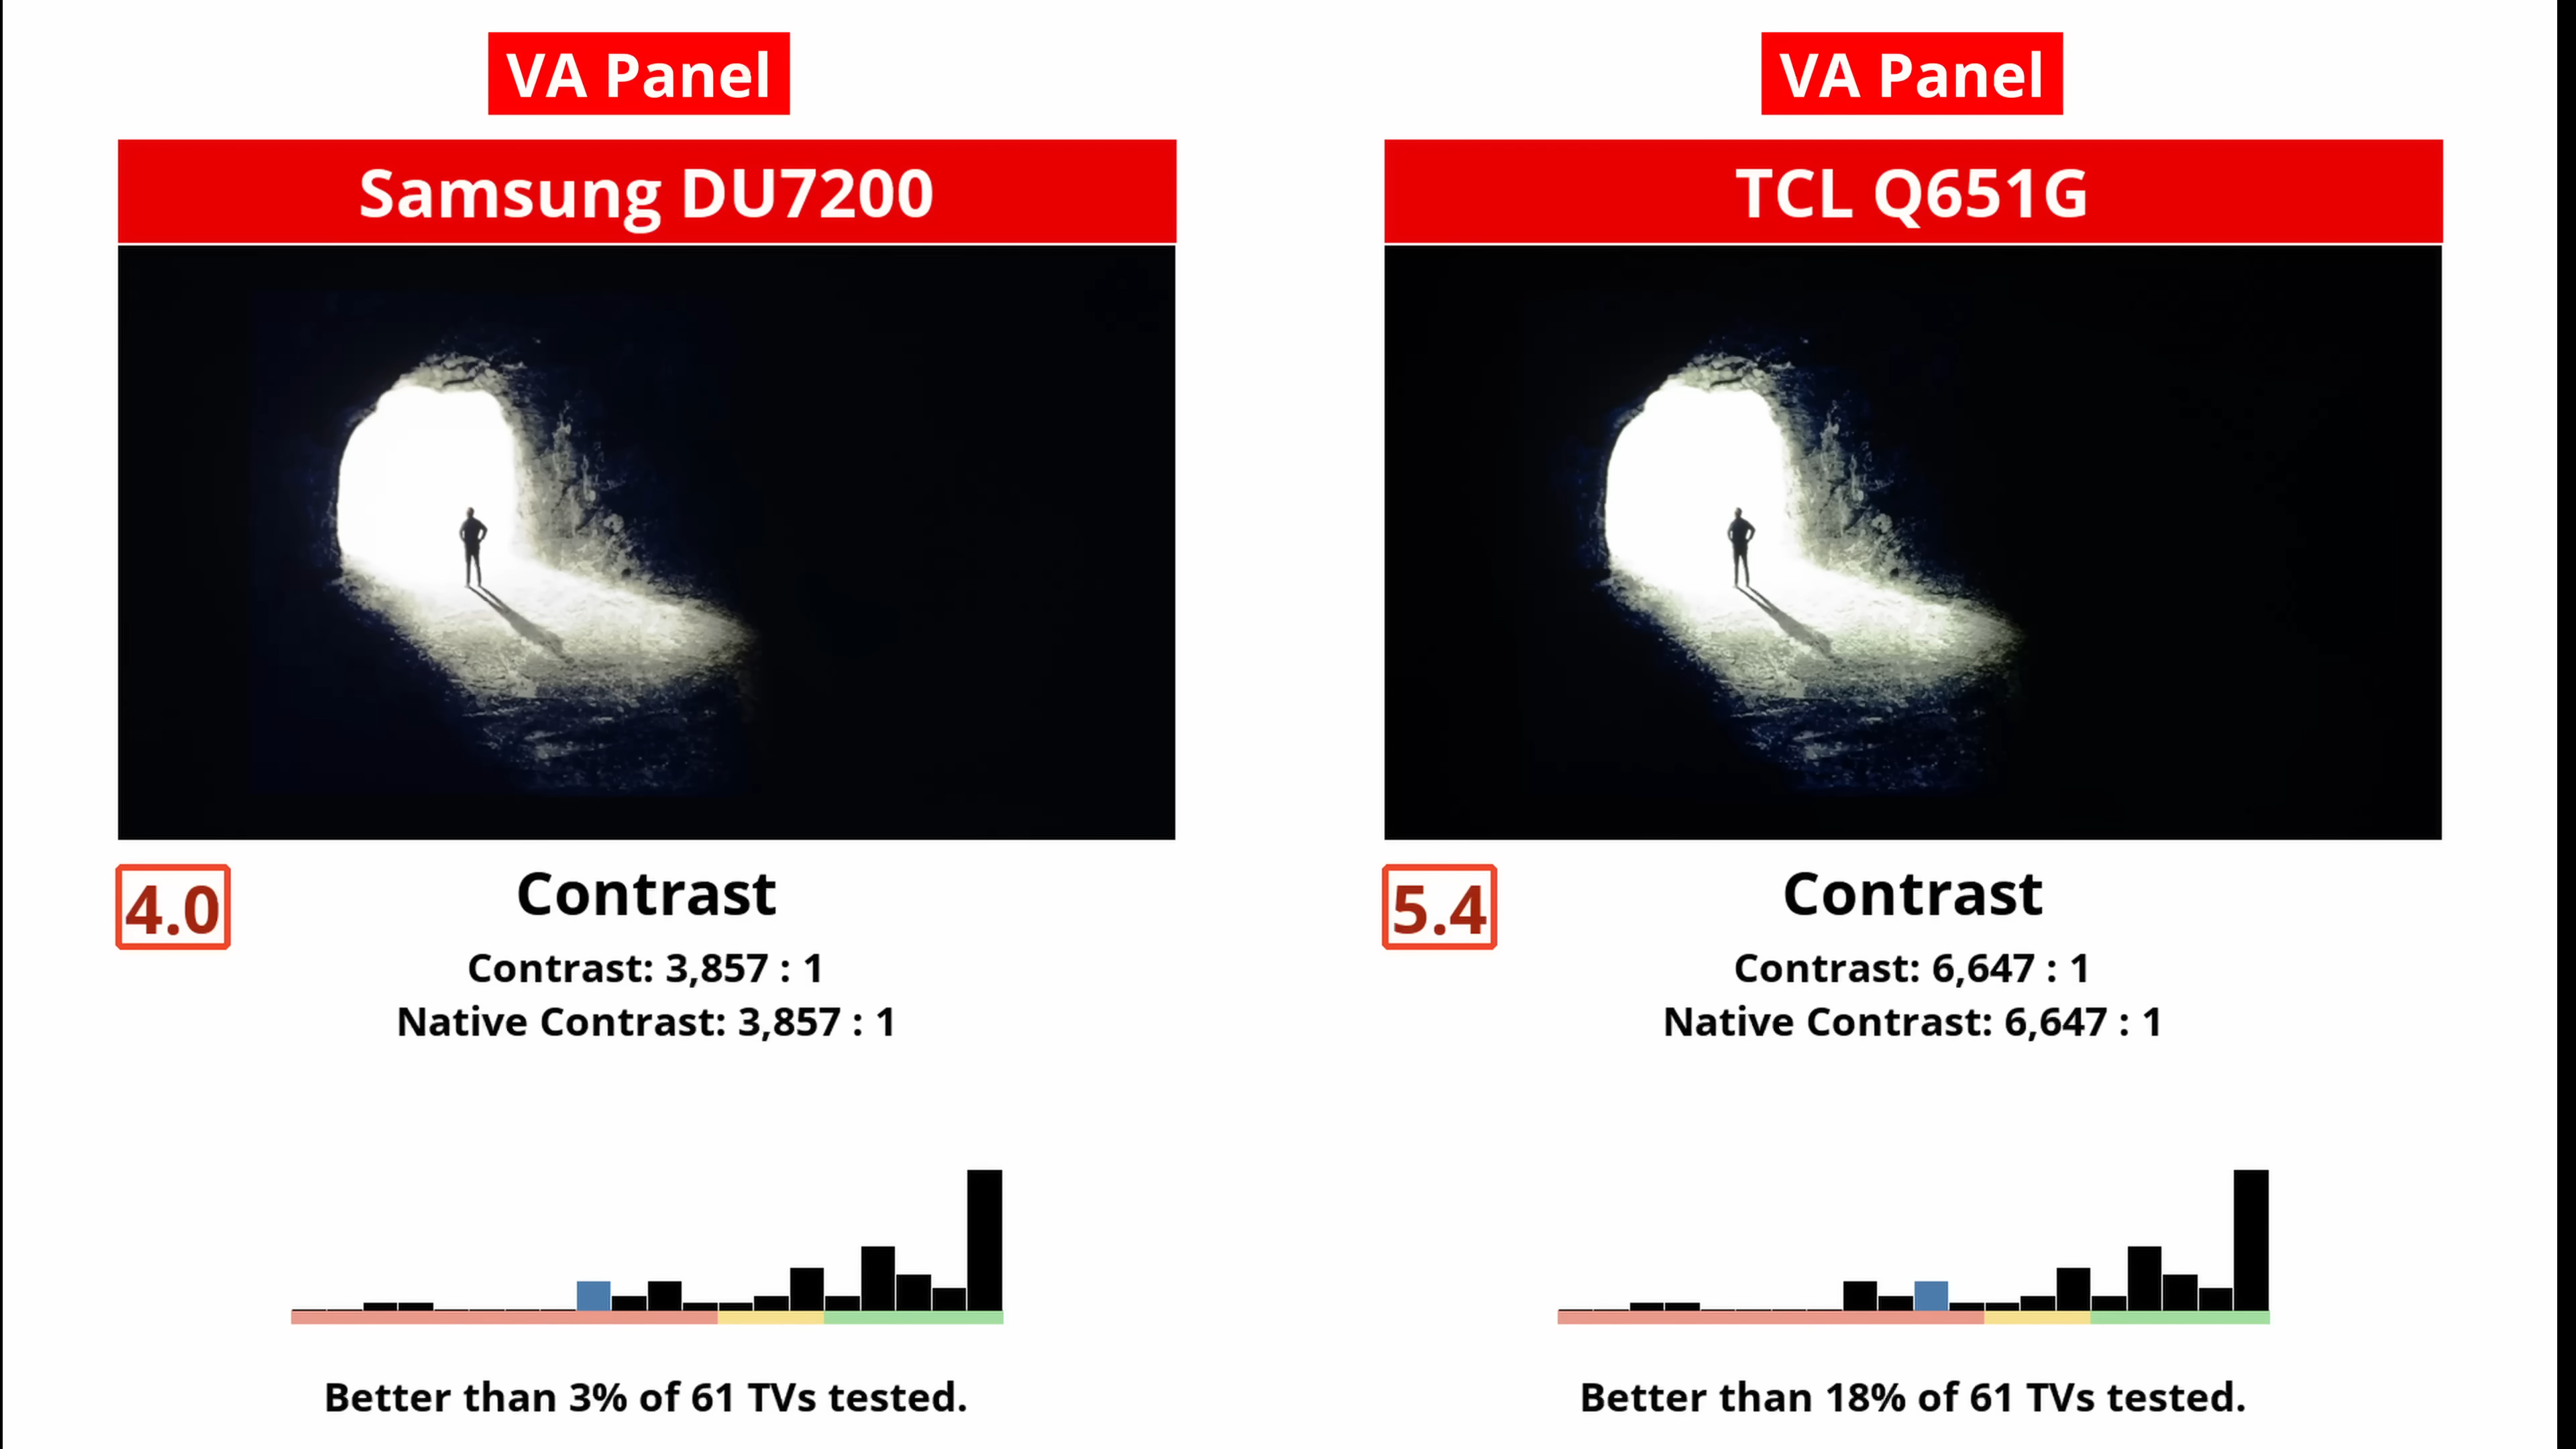 VA Panel
Samsung DU7200
4.0
Contrast
Contrast: 3,857 : 1
Native Contrast: 3,857 : 1
Better than 3% of 61 TVs tested.
VA Panel
TCL Q651G
5.4
Contrast
Contrast: 6,647 : 1
Native Contrast: 6,647 : 1
Better than 18% of 61 TVs tested.